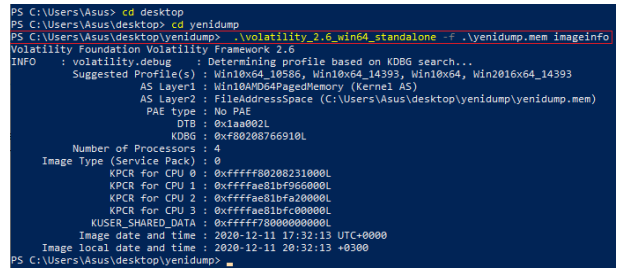 PS C:\Users\Asus> cd desktop
PS C:\Users\Asus\desktop> cd yenidump
PS C:\Users\Asus\desktop\yenidump>  .\volatility_2.6_win64_standalone -f .\yenidump.mem imageinfo
Volatility Foundation Volatility Framework 2.6
INFO    : volatility.debug    : Determining profile based on KDBG search...
Suggested Profile(s) : Win10x64_10586, Win10x64_14393, Win10x64, Win2016x64_14393
AS Layer1 : Win10AMD64PagedMemory (Kernel AS)
AS Layer2 : FileAddressSpace (C:\Users\Asus\desktop\yenidump\yenidump.mem)
PAE type : No PAE
DTB : 0x1aa002L
KDBG : 0xf80208766910L
Number of Processors : 4
Image Type (Service Pack) : 0
KPCR for CPU 0 : 0xfffff80208231000L
KPCR for CPU 1 : 0xffffae81bf966000L
KPCR for CPU 2 : 0xffffae81bfa20000L
KPCR for CPU 3 : 0xffffae81bfc00000L
KUSER_SHARED_DATA : 0xfffff78000000000L
Image date and time : 2020-12-11 17:32:13 UTC+0000
Image local date and time : 2020-12-11 20:32:13 +0300
PS C:\Users\Asus\desktop\yenidump>